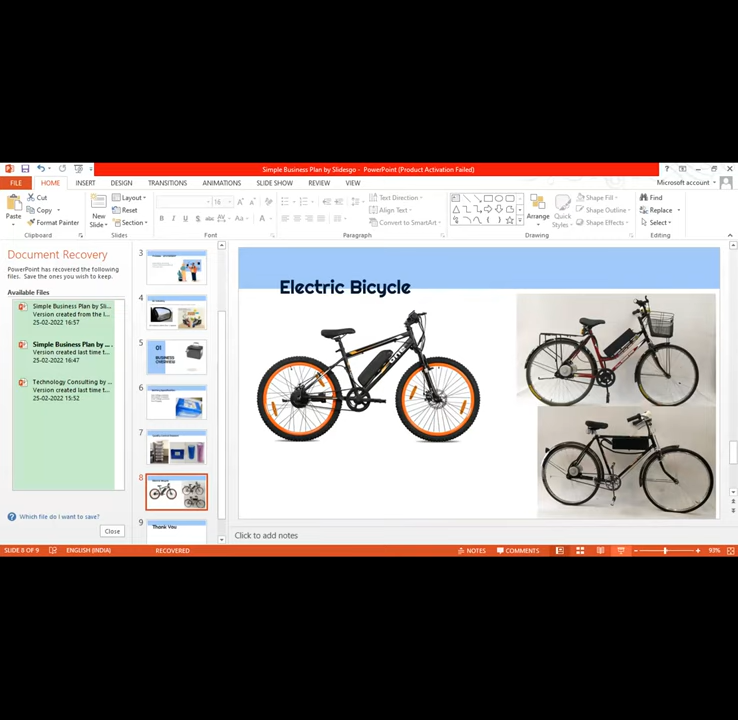 Simple Business Plan by Slidesgo - PowerPoint (Product Activation Failed)
FILE HOME INSERT DESIGN TRANSITIONS ANIMATIONS SLIDE SHOW REVIEW VIEW Microsoft account
Paste
Cut
Copy
Format Painter
Clipboard
New
Slide
Layout
Reset
Section
Slides
16
Font
Text Direction
Align Text
Convert to SmartArt
Paragraph
Arrange
Quick
Styles
Shape Fill
Shape Outline
Shape Effects
Drawing
Find
Replace
Select
Editing
Document Recovery
PowerPoint has recovered the following
files. Save the ones you wish to keep.
Available Files
Simple Business Plan by Sli...
Version created from the l...
25-02-2022 16:57
Simple Business Plan by ...
Version created last time t...
25-02-2022 16:47
Technology Consulting by ...
Version created last time t...
25-02-2022 15:52
Which file do I want to save?
Close
3
4
5
01
BUSINESS
OVERVIEW
6
7
8
9
Thank You
Electric Bicycle
Click to add notes
SLIDE 8 OF 9 ENGLISH (INDIA) RECOVERED NOTES COMMENTS 93%